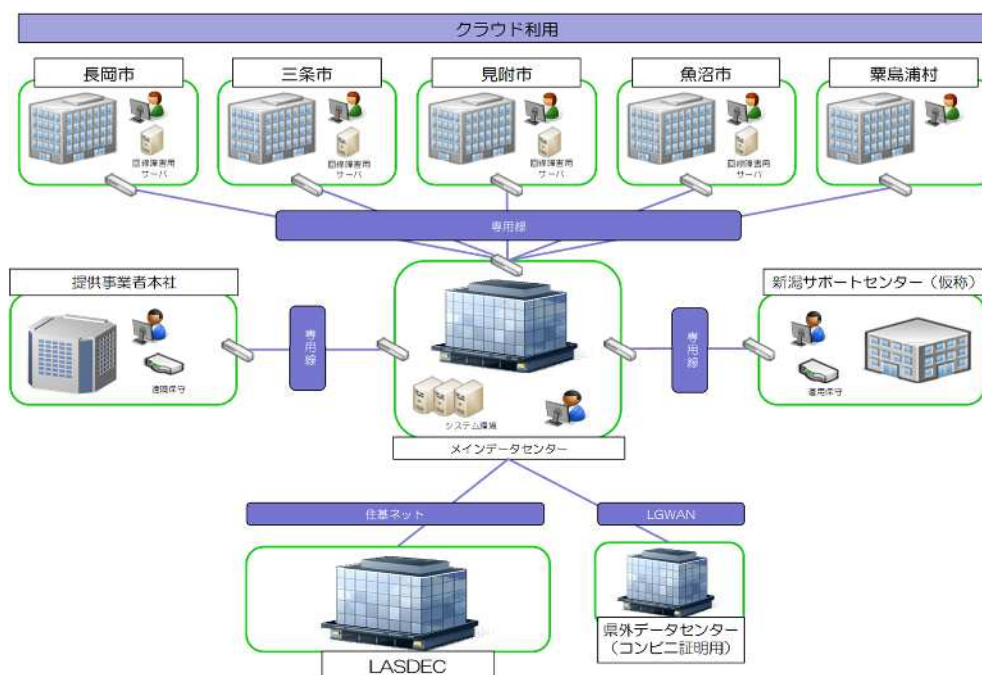 クラウド利用
長岡市
三条市
見附市
魚沼市
粟島浦村
回線障害用
サーバ
回線障害用
サーバ
回線障害用
サーバ
回線障害用
サーバ
専用線
提供事業者本社
新潟サポートセンター（仮称）
専用線
専用線
遠隔保守
運用保守
システム環境
メインデータセンター
住基ネット
LGWAN
県外データセンター
（コンビニ証明用）
LASDEC